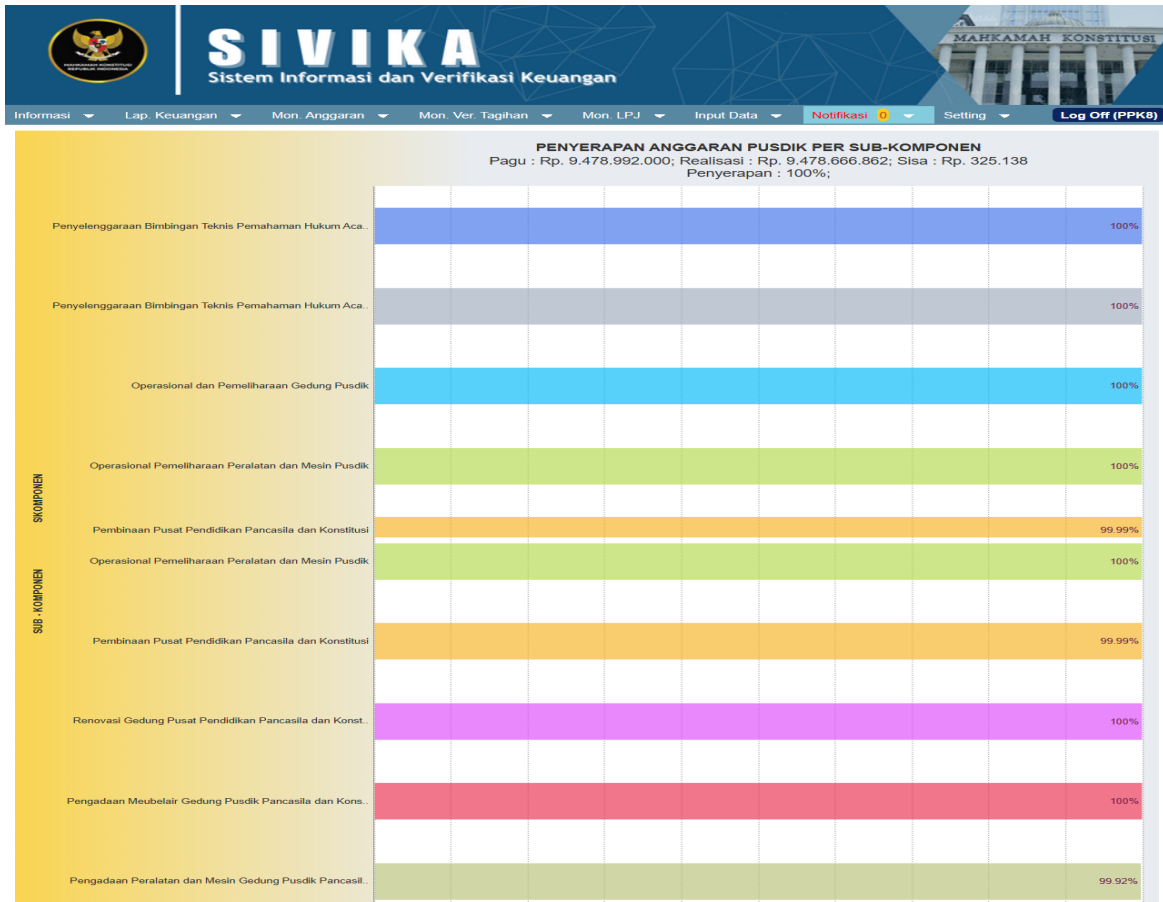 MAHKAMAH KONSTITUSI
REPUBLIK INDONESIA
SIVIKA
Sistem Informasi dan Verifikasi Keuangan
MAHKAMAH KONSTITUSI
Informasi Lap. Keuangan Mon. Anggaran Mon. Ver. Tagihan Mon. LPJ Input Data Notifikasi 0 Setting Log Off (PPK8)
PENYERAPAN ANGGARAN PUSDIK PER SUB-KOMPONEN
Pagu : Rp. 9.478.992.000; Realisasi : Rp. 9.478.666.862; Sisa : Rp. 325.138
Penyerapan : 100%;
Penyelenggaraan Bimbingan Teknis Pemahaman Hukum Aca.. 100%
Penyelenggaraan Bimbingan Teknis Pemahaman Hukum Aca.. 100%
Operasional dan Pemeliharaan Gedung Pusdik 100%
Operasional Pemeliharaan Peralatan dan Mesin Pusdik 100%
SKOMPONEN
Pembinaan Pusat Pendidikan Pancasila dan Konstitusi 99.99%
Operasional Pemeliharaan Peralatan dan Mesin Pusdik 100%
SUB - KOMPONEN
Pembinaan Pusat Pendidikan Pancasila dan Konstitusi 99.99%
Renovasi Gedung Pusat Pendidikan Pancasila dan Konst.. 100%
Pengadaan Meubelair Gedung Pusdik Pancasila dan Kons.. 100%
Pengadaan Peralatan dan Mesin Gedung Pusdik Pancasil.. 99.92%